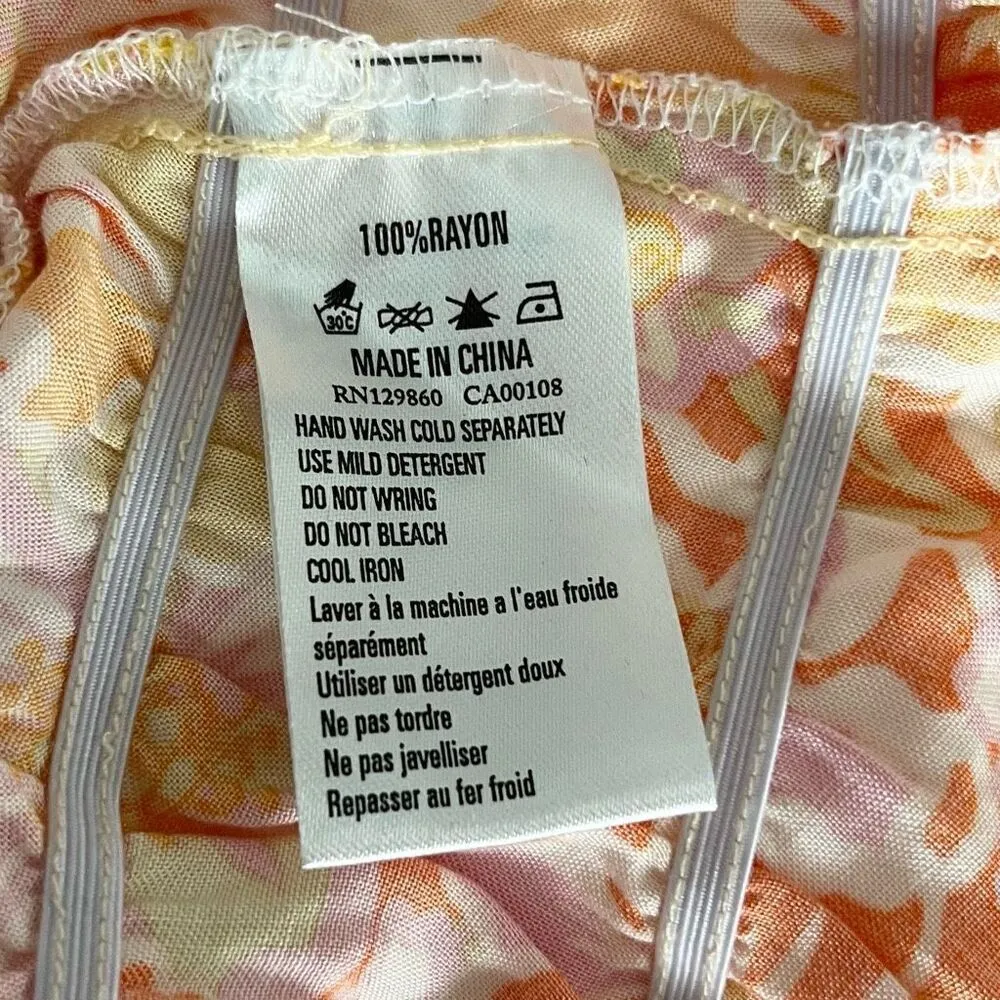 100%RAYON
30°C
MADE IN CHINA
RN129860 CA00108
HAND WASH COLD SEPARATELY
USE MILD DETERGENT
DO NOT WRING
DO NOT BLEACH
COOL IRON
Laver à la machine a l'eau froide
séparément
Utiliser un détergent doux
Ne pas tordre
Ne pas javelliser
Repasser au fer froid